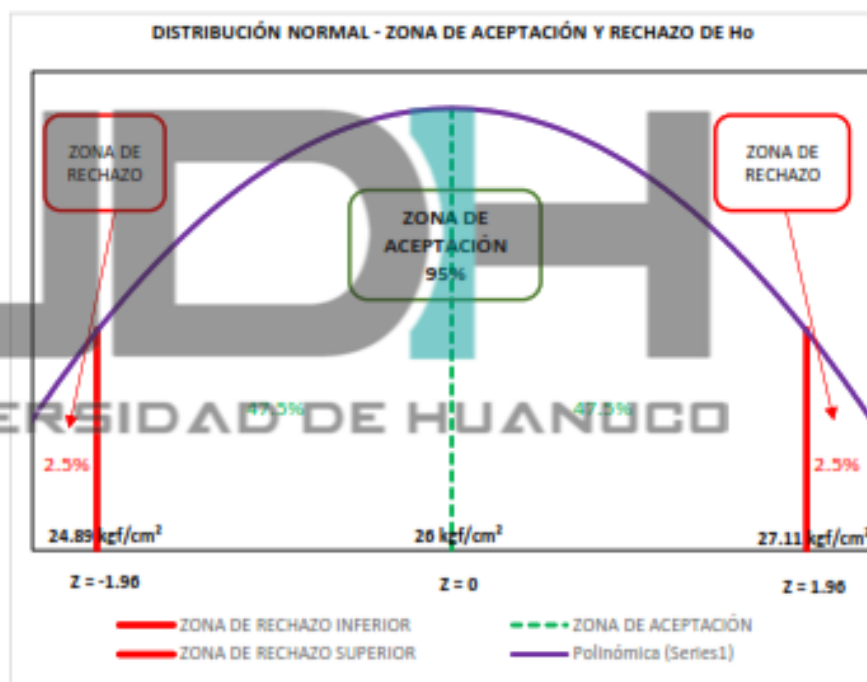 DISTRIBUCIÓN NORMAL - ZONA DE ACEPTACIÓN Y RECHAZO DE Ho
ZONA DE
RECHAZO
ZONA DE
RECHAZO
ZONA DE
ACEPTACIÓN
95%
47.5%
47.5%
ERSIDAD DE HUANUCO
2.5%
2.5%
24.89 kgf/cm²
26 kgf/cm²
27.11 kgf/cm²
Z = -1.96
Z = 0
Z = 1.96
ZONA DE RECHAZO INFERIOR
ZONA DE ACEPTACIÓN
ZONA DE RECHAZO SUPERIOR
Polinómica (Series1)